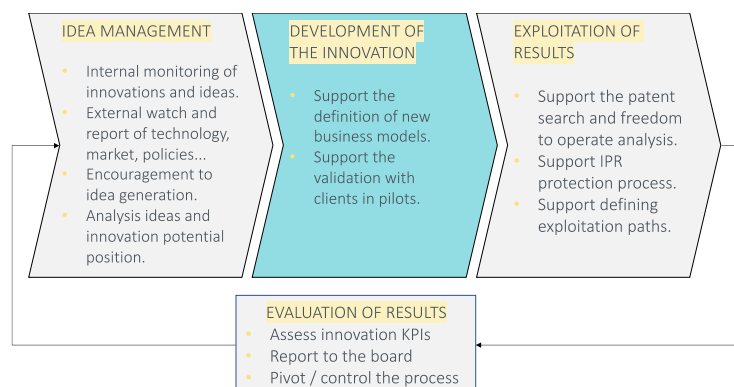 IDEA MANAGEMENT
• Internal monitoring of
innovations and ideas.
• External watch and
report of technology,
market, policies...
• Encouragement to
idea generation.
• Analysis ideas and
innovation potential
position.
DEVELOPMENT OF
THE INNOVATION
• Support the
definition of new
business models.
• Support the
validation with
clients in pilots.
EXPLOITATION OF
RESULTS
• Support the patent
search and freedom
to operate analysis.
• Support IPR
protection process.
• Support defining
exploitation paths.
EVALUATION OF RESULTS
• Assess innovation KPIs
• Report to the board
• Pivot / control the process